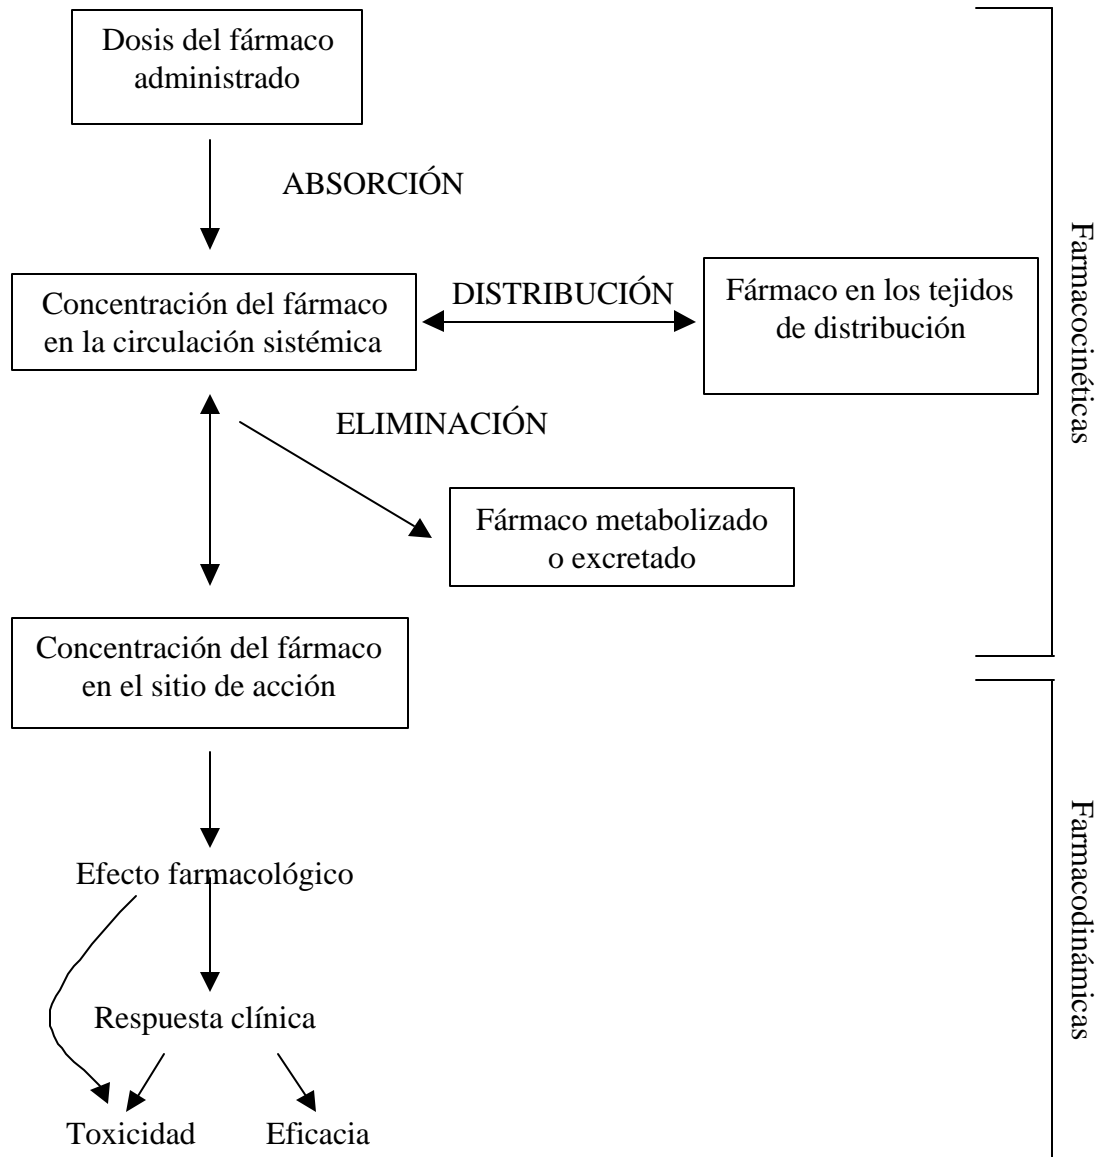 Dosis del fármaco
administrado
ABSORCIÓN
Concentración del fármaco
en la circulación sistémica
DISTRIBUCIÓN
Fármaco en los tejidos
de distribución
ELIMINACIÓN
Fármaco metabolizado
o excretado
Farmacocinéticas
Concentración del fármaco
en el sitio de acción
Efecto farmacológico
Respuesta clínica
Toxicidad
Eficacia
Farmacodinámicas